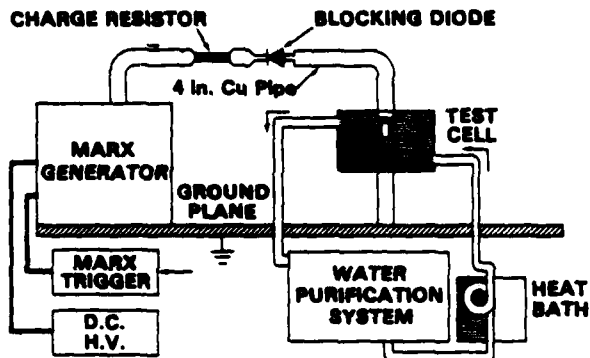 CHARGE RESISTOR
BLOCKING DIODE
4 in. Cu Pipe
TEST
CELL
MARX
GENERATOR
GROUND
PLANE
MARX
TRIGGER
WATER
PURIFICATION
SYSTEM
HEAT
BATH
D.C.
H.V.